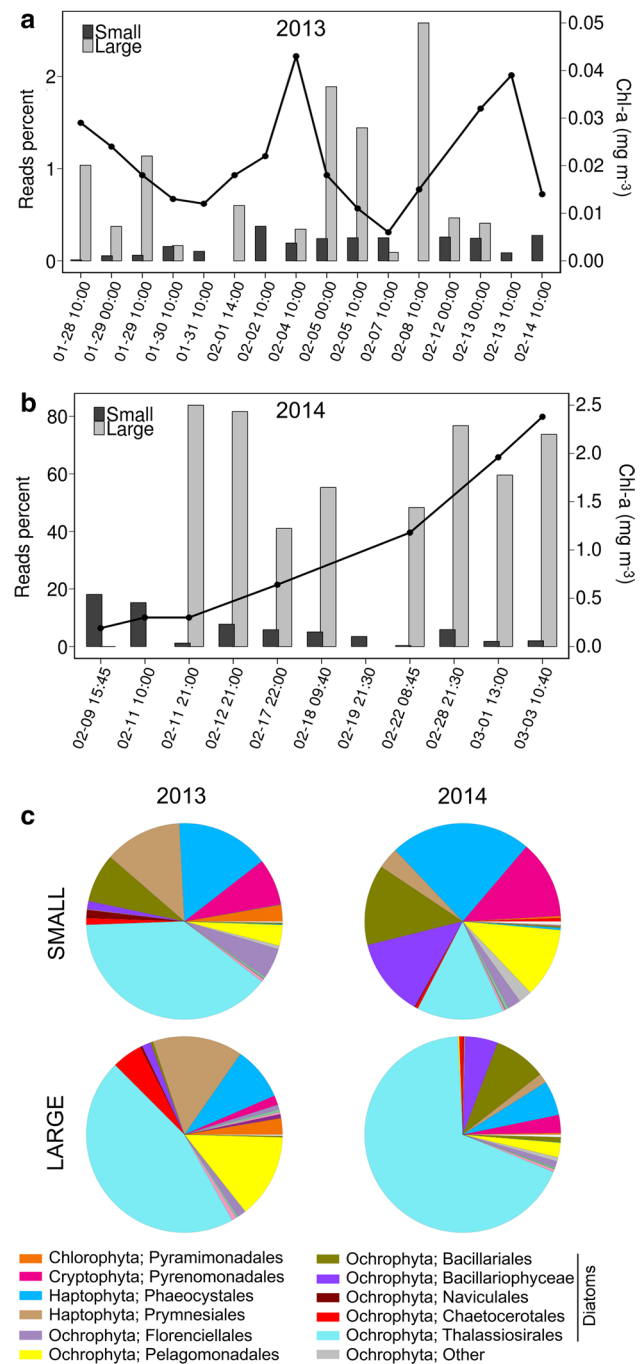 a
2013
Small
Large
Reads percent
2
1
0
Chl-a (mg m-3)
0.05
0.04
0.03
0.02
0.01
0.00
01-28 10:00
01-29 00:00
01-29 10:00
01-30 10:00
01-31 10:00
02-01 14:00
02-02 10:00
02-04 10:00
02-05 00:00
02-05 10:00
02-07 10:00
02-08 10:00
02-12 00:00
02-13 00:00
02-13 10:00
02-14 10:00
b
2014
Small
Large
Reads percent
80
60
40
20
0
Chl-a (mg m-3)
2.5
2.0
1.5
1.0
0.5
0.0
02-09 15:45
02-11 10:00
02-11 21:00
02-12 21:00
02-17 22:00
02-18 09:40
02-19 21:30
02-22 08:45
02-28 21:30
03-01 13:00
03-03 10:40
c
2013
2014
SMALL
LARGE
Chlorophyta; Pyramimonadales
Cryptophyta; Pyrenomonadales
Haptophyta; Phaeocystales
Haptophyta; Prymnesiales
Ochrophyta; Florenciellales
Ochrophyta; Pelagomonadales
Ochrophyta; Bacillariales
Ochrophyta; Bacillariophyceae
Ochrophyta; Naviculales
Ochrophyta; Chaetocerotales
Ochrophyta; Thalassiosirales
Ochrophyta; Other
Diatoms